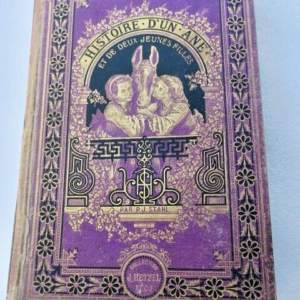 HISTOIRE · D'UN · ANE
ET DE DEUX JEUNES FILLES
PAR P. J. STAHL
J. HETZEL